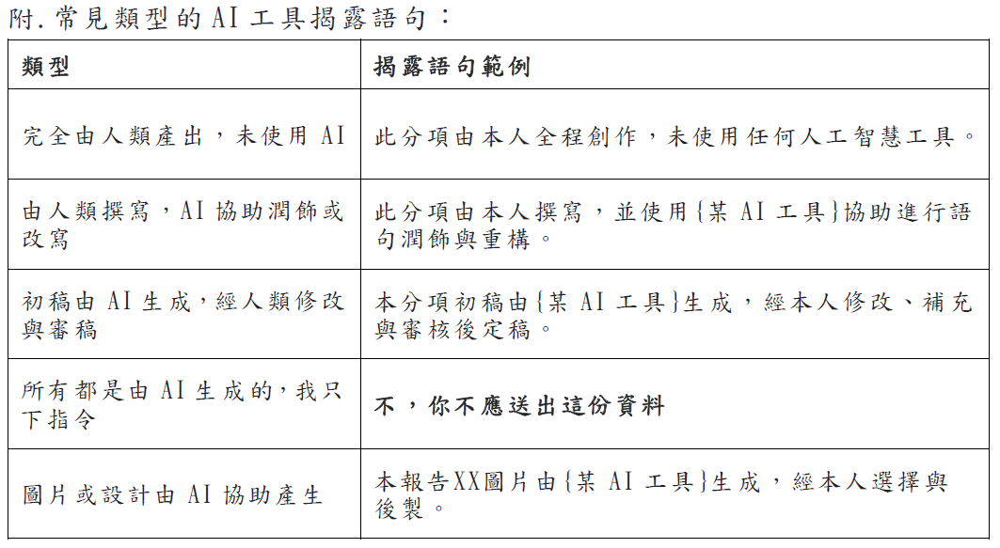 附.常見類型的 AI 工具揭露語句：
類型
揭露語句範例
完全由人類產出，未使用 AI
此分項由本人全程創作，未使用任何人工智慧工具。
由人類撰寫，AI 協助潤飾或
改寫
此分項由本人撰寫，並使用{某 AI 工具}協助進行語
句潤飾與重構。
初稿由 AI 生成，經人類修改
與審稿
本分項初稿由{某 AI 工具}生成，經本人修改、補充
與審核後定稿。
所有都是由 AI 生成的，我只
下指令
不，你不應送出這份資料
圖片或設計由 AI 協助產生
本報告XX圖片由{某 AI 工具}生成，經本人選擇與
後製。